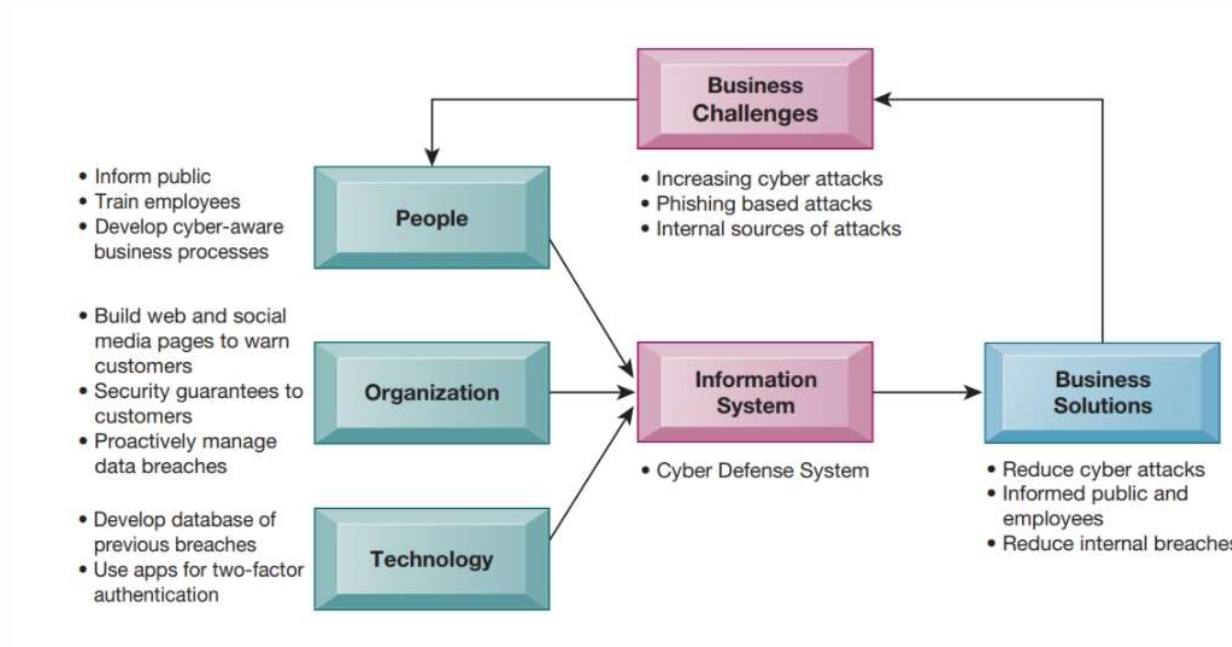 Business
Challenges
• Increasing cyber attacks
• Phishing based attacks
• Internal sources of attacks
• Inform public
• Train employees
• Develop cyber-aware
business processes
People
• Build web and social
media pages to warn
customers
• Security guarantees to
customers
• Proactively manage
data breaches
Organization
• Develop database of
previous breaches
• Use apps for two-factor
authentication
Technology
Information
System
• Cyber Defense System
Business
Solutions
• Reduce cyber attacks
• Informed public and
employees
• Reduce internal breaches